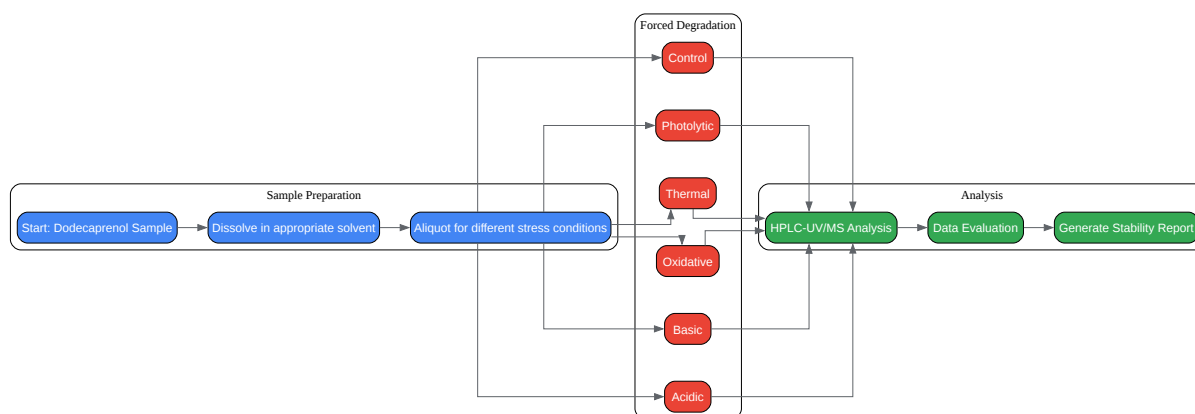 Forced Degradation
Control
Photolytic
Thermal
Oxidative
Basic
Acidic
Sample Preparation
Start: Dodecaprenol Sample
Dissolve in appropriate solvent
Aliquot for different stress conditions
Analysis
HPLC-UV/MS Analysis
Data Evaluation
Generate Stability Report